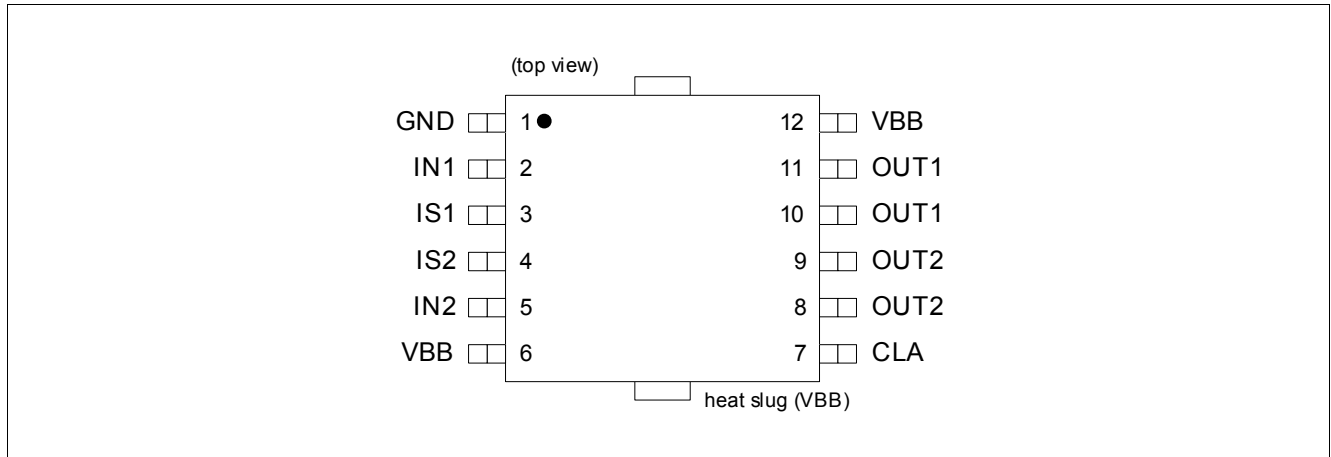 (top view)
GND 1 12 VBB
IN1 2 11 OUT1
IS1 3 10 OUT1
IS2 4 9 OUT2
IN2 5 8 OUT2
VBB 6 7 CLA
heat slug (VBB)